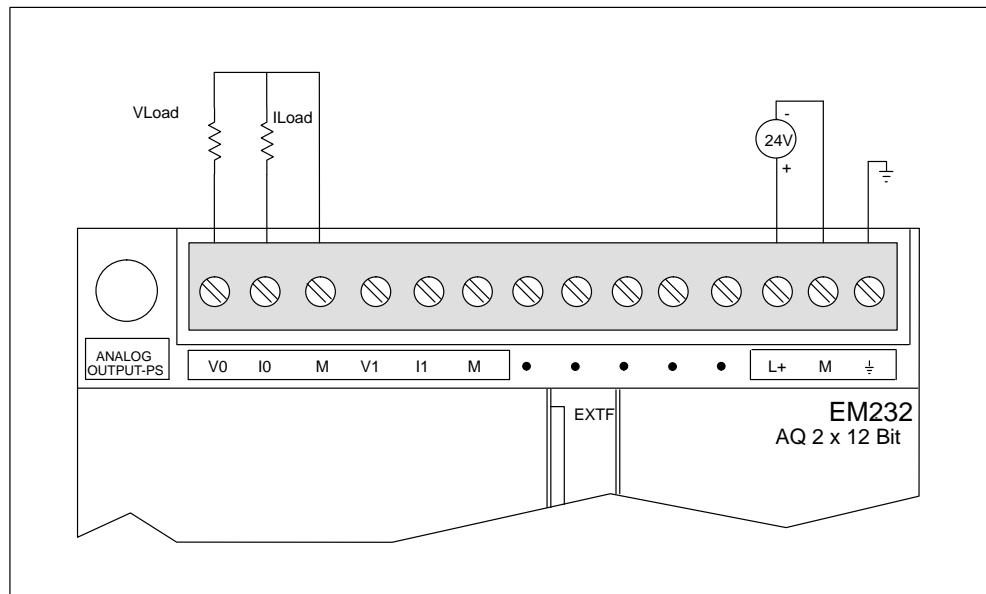 VLoad
ILoad
-
24V
+
ANALOG
OUTPUT-PS
V0 I0 M V1 I1 M • • • • • L+ M ⏚
EXTF
EM232
AQ 2 x 12 Bit